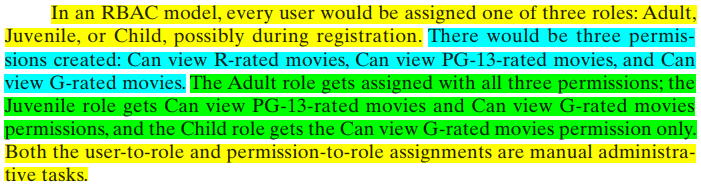 In an RBAC model, every user would be assigned one of three roles: Adult,
Juvenile, or Child, possibly during registration. There would be three permis-
sions created: Can view R-rated movies, Can view PG-13-rated movies, and Can
view G-rated movies. The Adult role gets assigned with all three permissions; the
Juvenile role gets Can view PG-13-rated movies and Can view G-rated movies
permissions, and the Child role gets the Can view G-rated movies permission only.
Both the user-to-role and permission-to-role assignments are manual administra-
tive tasks.